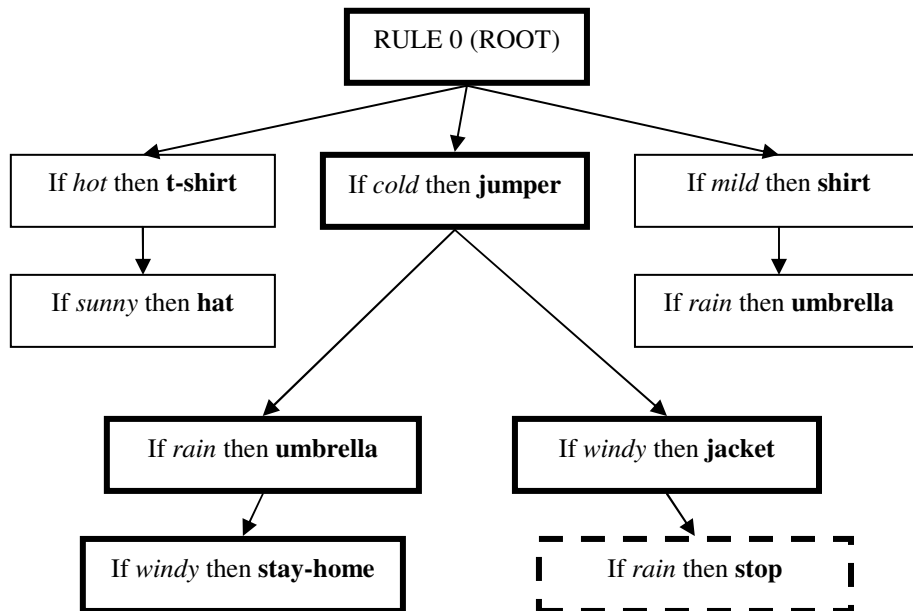 RULE 0 (ROOT)
If hot then t-shirt
If cold then jumper
If mild then shirt
If sunny then hat
If rain then umbrella
If rain then umbrella
If windy then jacket
If windy then stay-home
If rain then stop